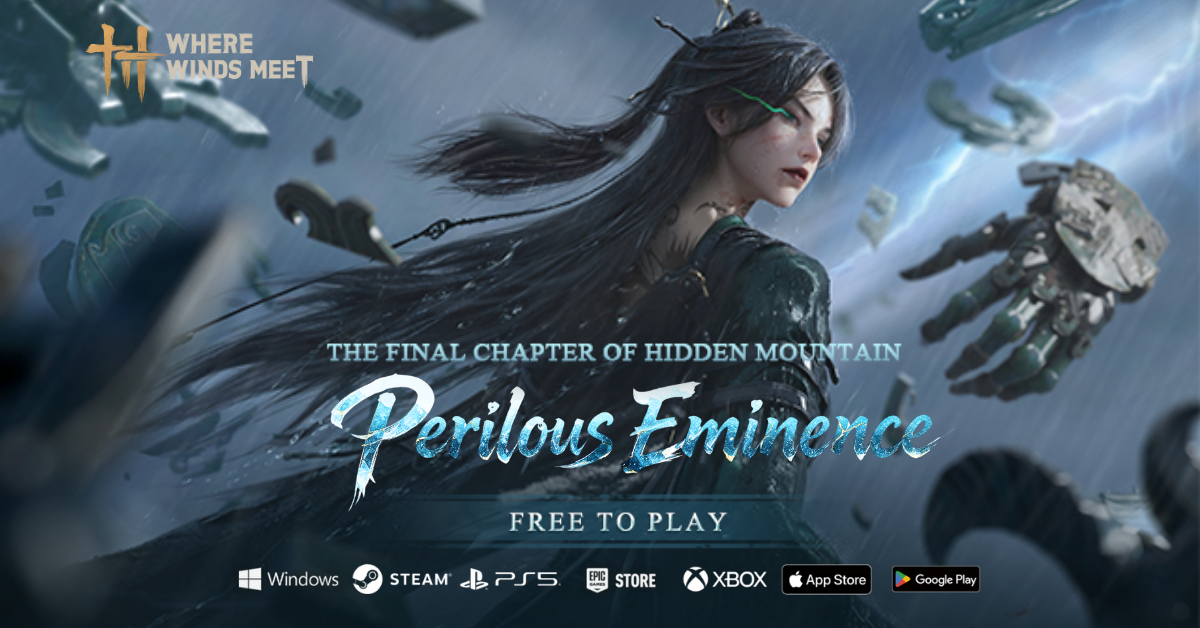 WHERE
WINDS MEET
THE FINAL CHAPTER OF HIDDEN MOUNTAIN
Perilous Eminence
FREE TO PLAY
Windows STEAM PS5 EPIC GAMES STORE XBOX App Store Google Play